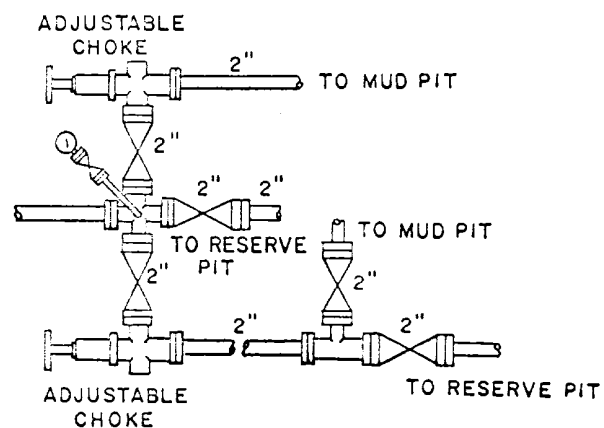 ADJUSTABLE
CHOKE
2"
TO MUD PIT
2"
2"
2"
TO RESERVE
PIT
TO MUD PIT
2"
2"
2"
2"
TO RESERVE PIT
ADJUSTABLE
CHOKE